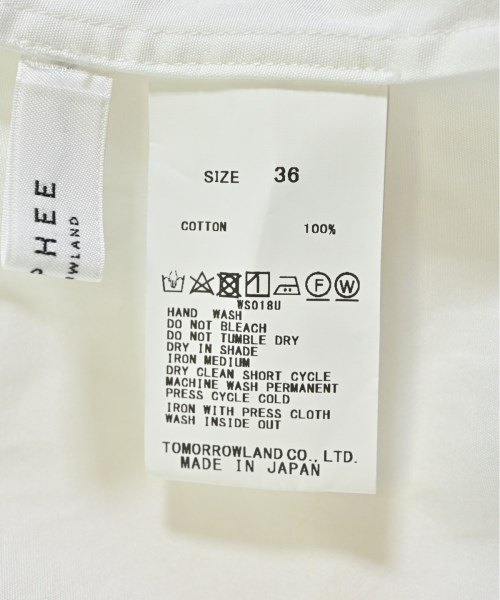 HEE
WLAND
SIZE 36
COTTON 100%
F W
WS018U
HAND WASH
DO NOT BLEACH
DO NOT TUMBLE DRY
DRY IN SHADE
IRON MEDIUM
DRY CLEAN SHORT CYCLE
MACHINE WASH PERMANENT
PRESS CYCLE COLD
IRON WITH PRESS CLOTH
WASH INSIDE OUT
TOMORROWLAND CO., LTD.
MADE IN JAPAN